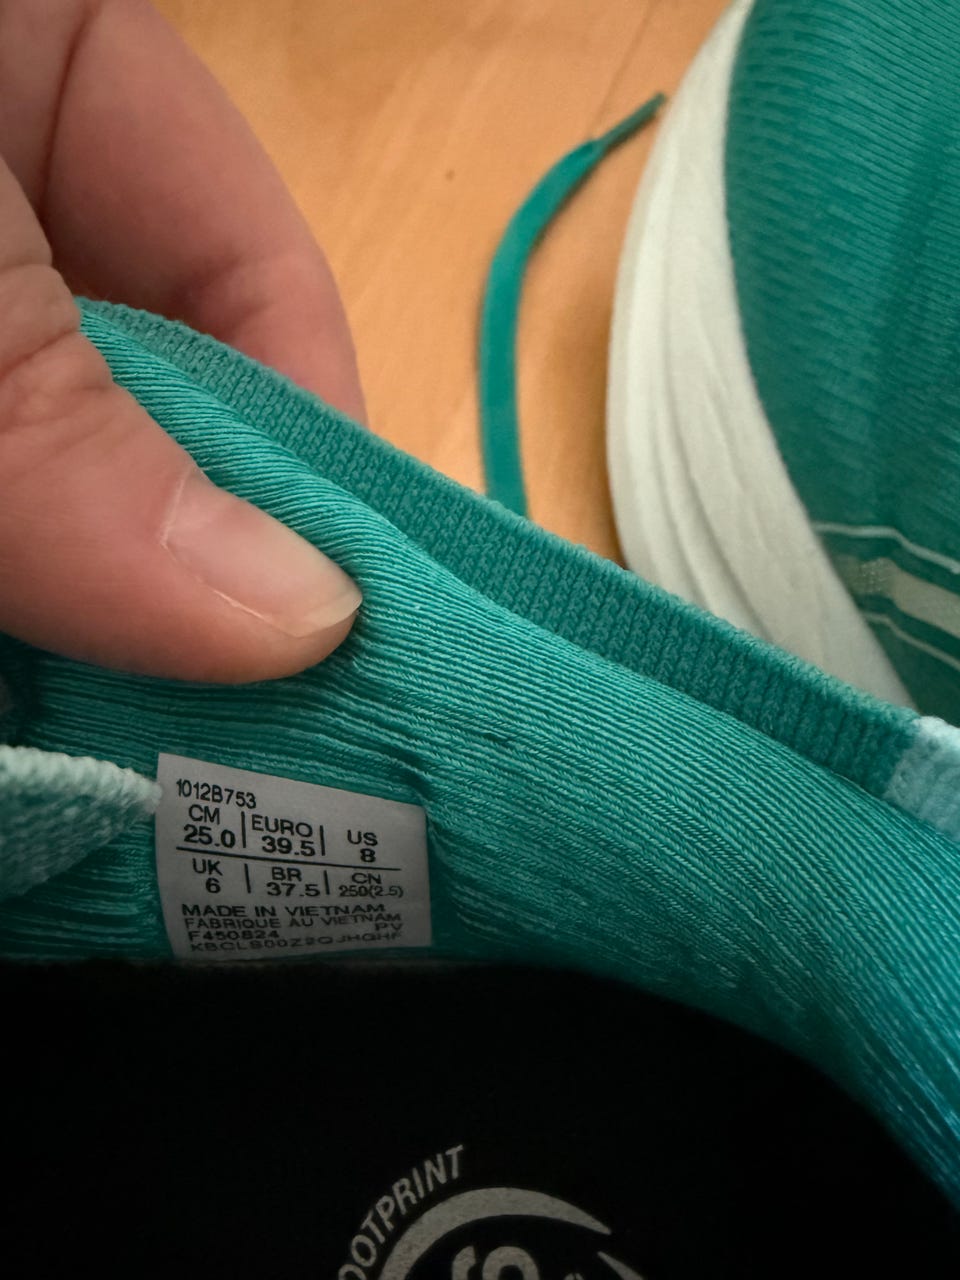 1012B753
CM 25.0 | EURO 39.5 | US 8
UK 6 | BR 37.5 | CN 250(2.5)
MADE IN VIETNAM
FABRIQUE AU VIETNAM
PV
F450824
OOTPRINT